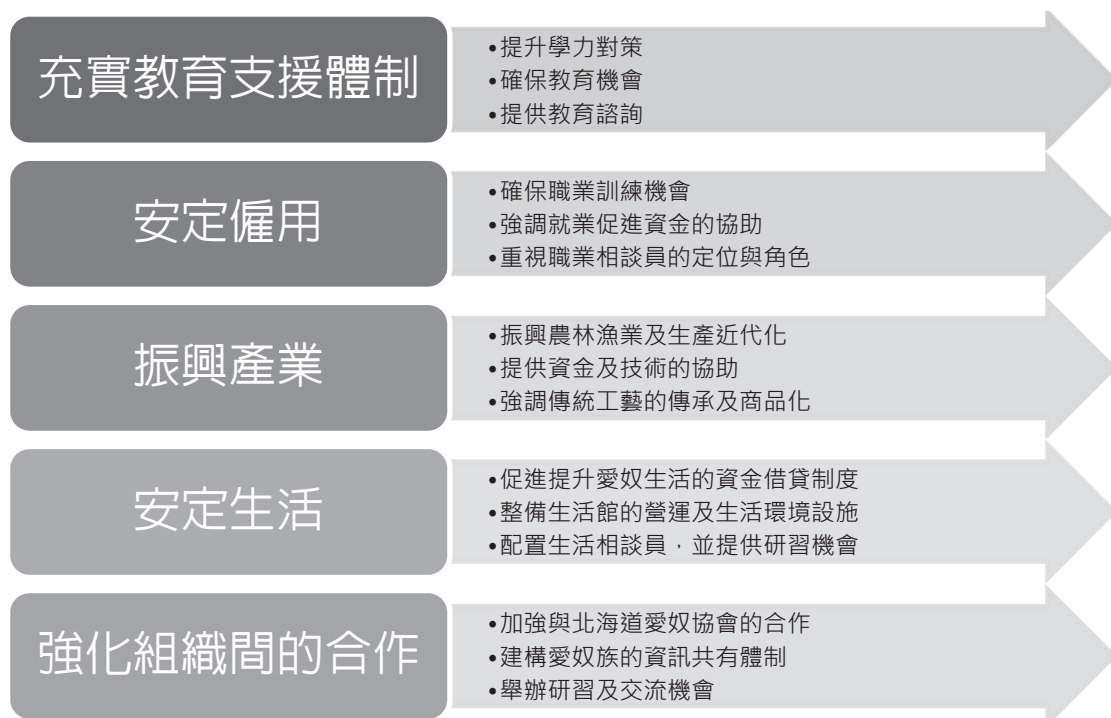 充實教育支援體制
•提升學力對策
•確保教育機會
•提供教育諮詢
安定僱用
•確保職業訓練機會
•強調就業促進資金的協助
•重視職業相談員的定位與角色
振興產業
•振興農林漁業及生產近代化
•提供資金及技術的協助
•強調傳統工藝的傳承及商品化
安定生活
•促進提升愛奴生活的資金借貸制度
•整備生活館的營運及生活環境設施
•配置生活相談員，並提供研習機會
強化組織間的合作
•加強與北海道愛奴協會的合作
•建構愛奴族的資訊共有體制
•舉辦研習及交流機會